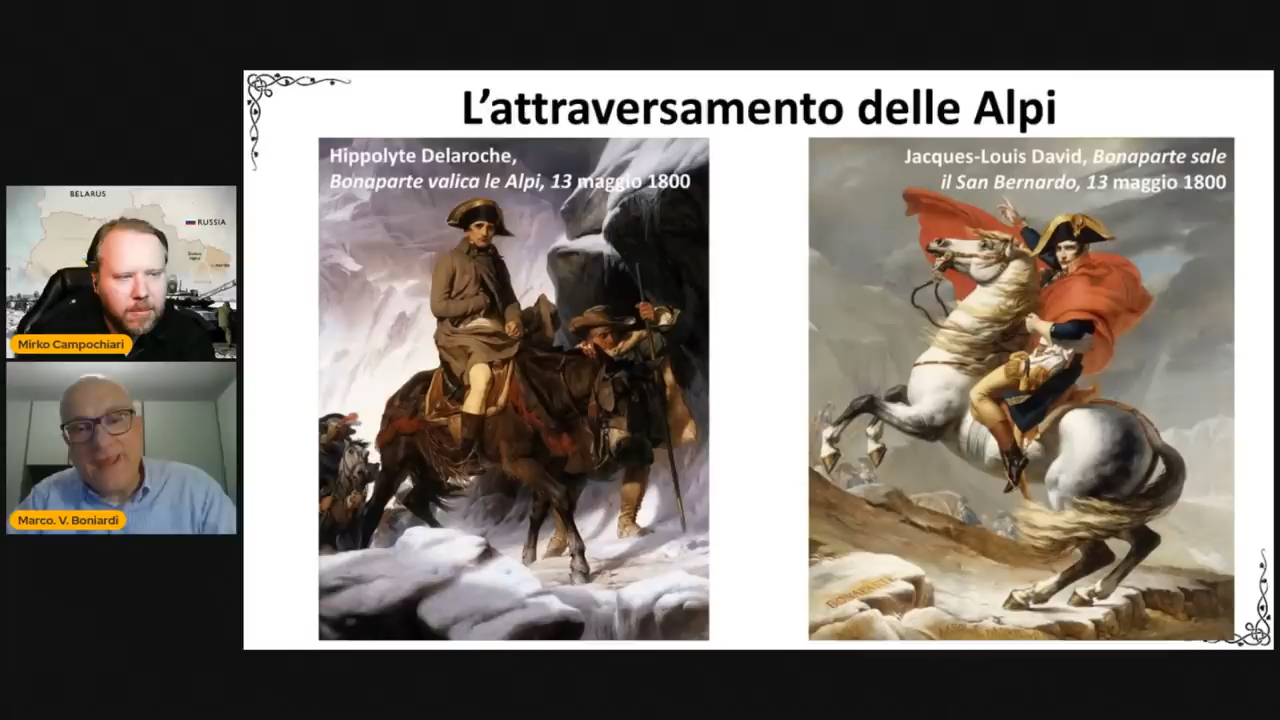 L'attraversamento delle Alpi
Hippolyte Delaroche,
Bonaparte valica le Alpi, 13 maggio 1800
Jacques-Louis David, Bonaparte sale
il San Bernardo, 13 maggio 1800
BELARUS
RUSSIA
Mirko Campochiari
Marco. V. Boniardi
BONAPARTE